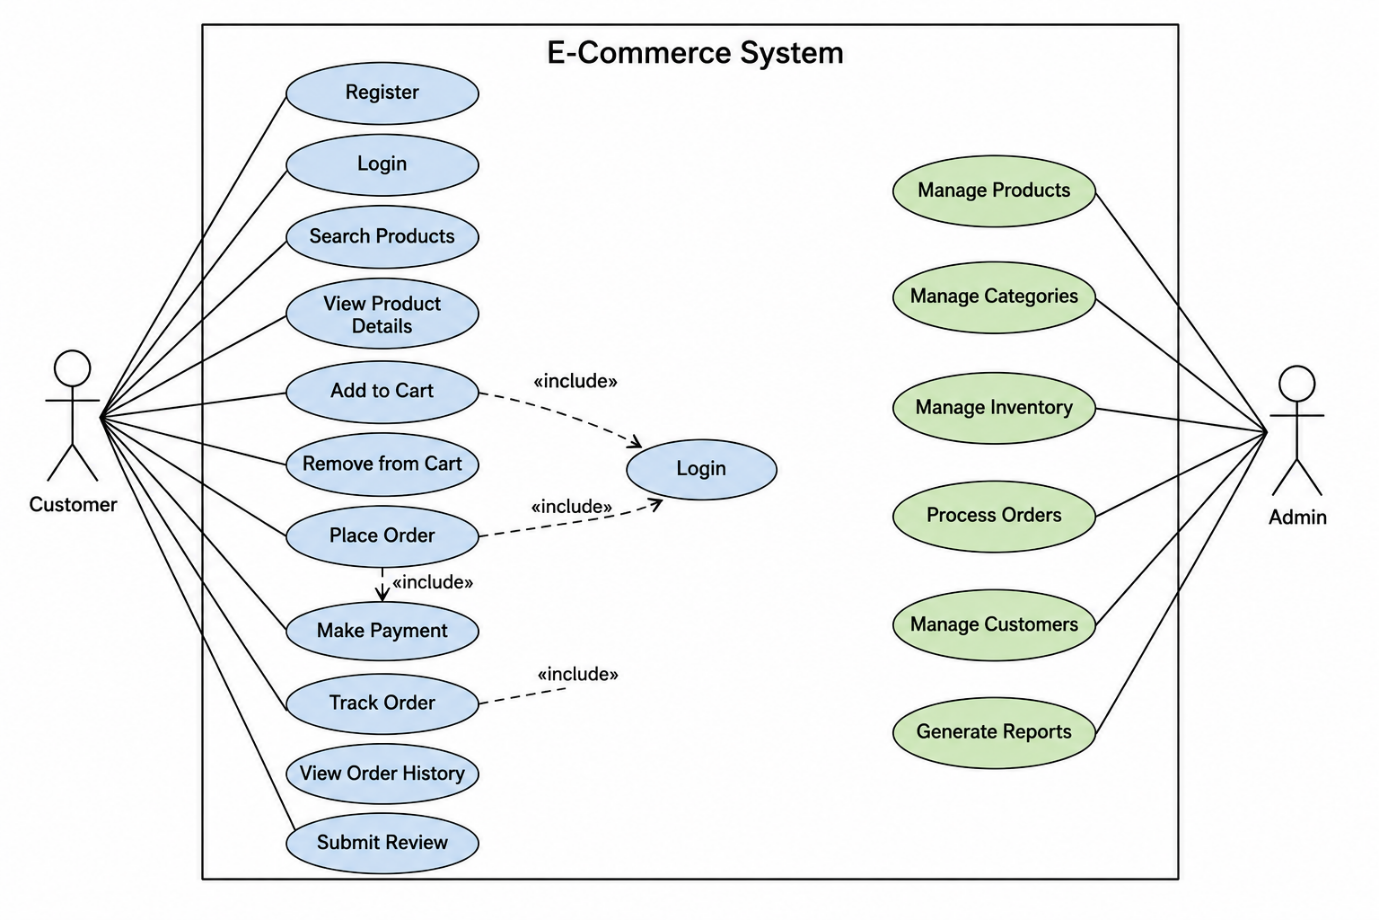 E-Commerce System
Register
Login
Search Products
View Product
Details
Add to Cart
«include»
Remove from Cart
Login
Place Order
«include»
«include»
Make Payment
Track Order
«include»
View Order History
Submit Review
Customer
Manage Products
Manage Categories
Manage Inventory
Process Orders
Manage Customers
Generate Reports
Admin